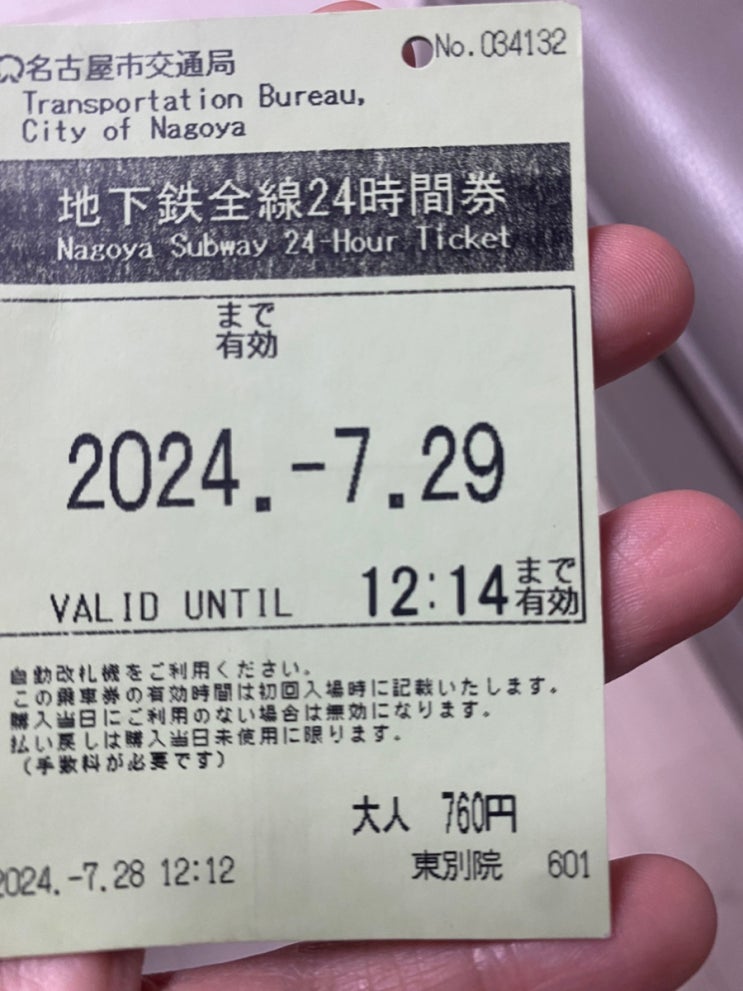 名古屋市交通局 No.034132
Transportation Bureau,
City of Nagoya
地下鉄全線24時間券
Nagoya Subway 24-Hour Ticket
まで
有効
2024.-7.29
VALID UNTIL 12:14 まで
有効
自動改札機をご利用ください。
この乗車券の有効時間は初回入場時に記載いたします。
購入当日にご利用のない場合は無効になります。
払い戻しは購入当日未使用に限ります。
(手数料が必要です)
大人 760円
2024.-7.28 12:12 東別院 601